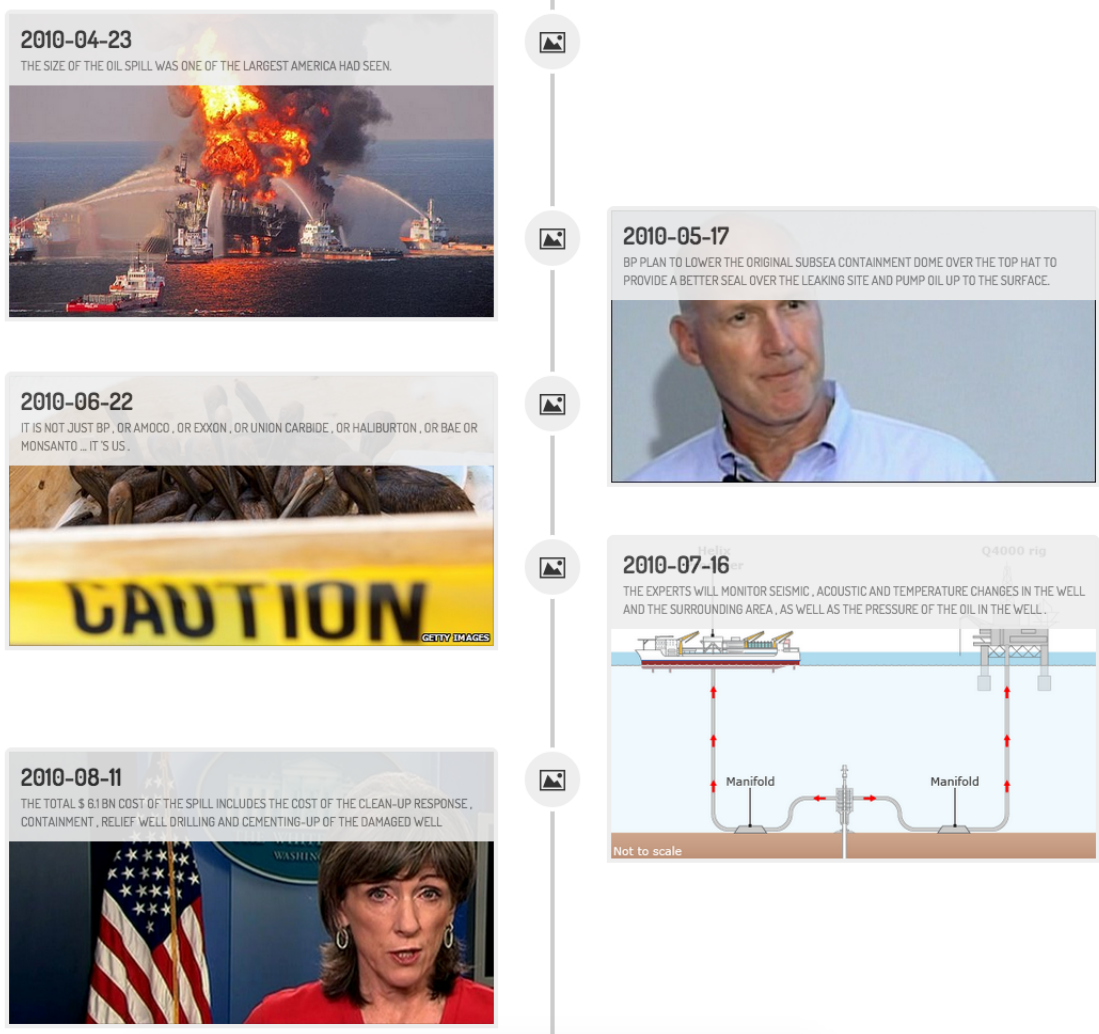 2010-04-23
THE SIZE OF THE OIL SPILL WAS ONE OF THE LARGEST AMERICA HAD SEEN.
2010-05-17
BP PLAN TO LOWER THE ORIGINAL SUBSEA CONTAINMENT DOME OVER THE TOP HAT TO
PROVIDE A BETTER SEAL OVER THE LEAKING SITE AND PUMP OIL UP TO THE SURFACE.
2010-06-22
IT IS NOT JUST BP , OR AMOCO , OR EXXON , OR UNION CARBIDE , OR HALIBURTON , OR BAE OR
MONSANTO ... IT 'S US .
CAUTION
GETTY IMAGES
Helix
Q4000 rig
2010-07-16
THE EXPERTS WILL MONITOR SEISMIC , ACOUSTIC AND TEMPERATURE CHANGES IN THE WELL
AND THE SURROUNDING AREA , AS WELL AS THE PRESSURE OF THE OIL IN THE WELL .
Manifold
Manifold
Not to scale
2010-08-11
THE TOTAL $ 6.1 BN COST OF THE SPILL INCLUDES THE COST OF THE CLEAN-UP RESPONSE ,
CONTAINMENT , RELIEF WELL DRILLING AND CEMENTING-UP OF THE DAMAGED WELL